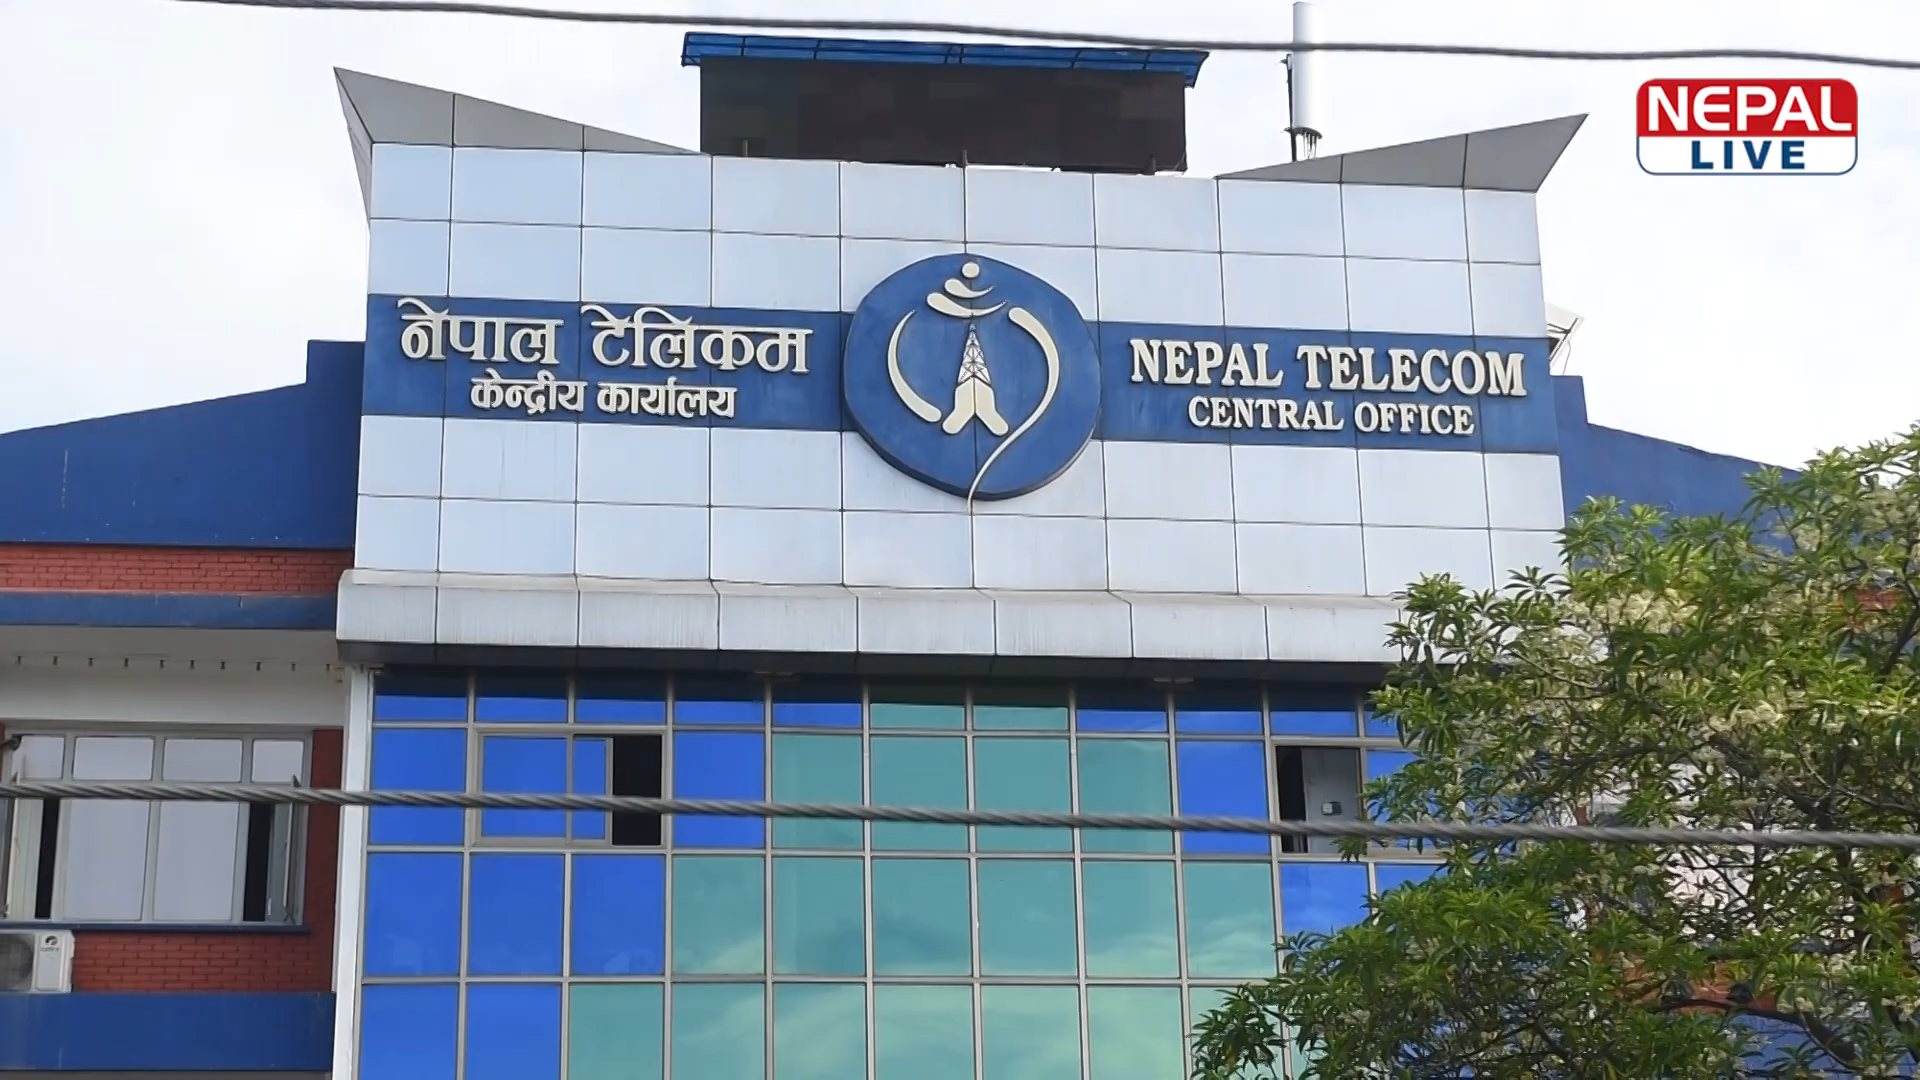 नेपाल टेलिकम
केन्द्रीय कार्यालय
NEPAL TELECOM
CENTRAL OFFICE
NEPAL
LIVE